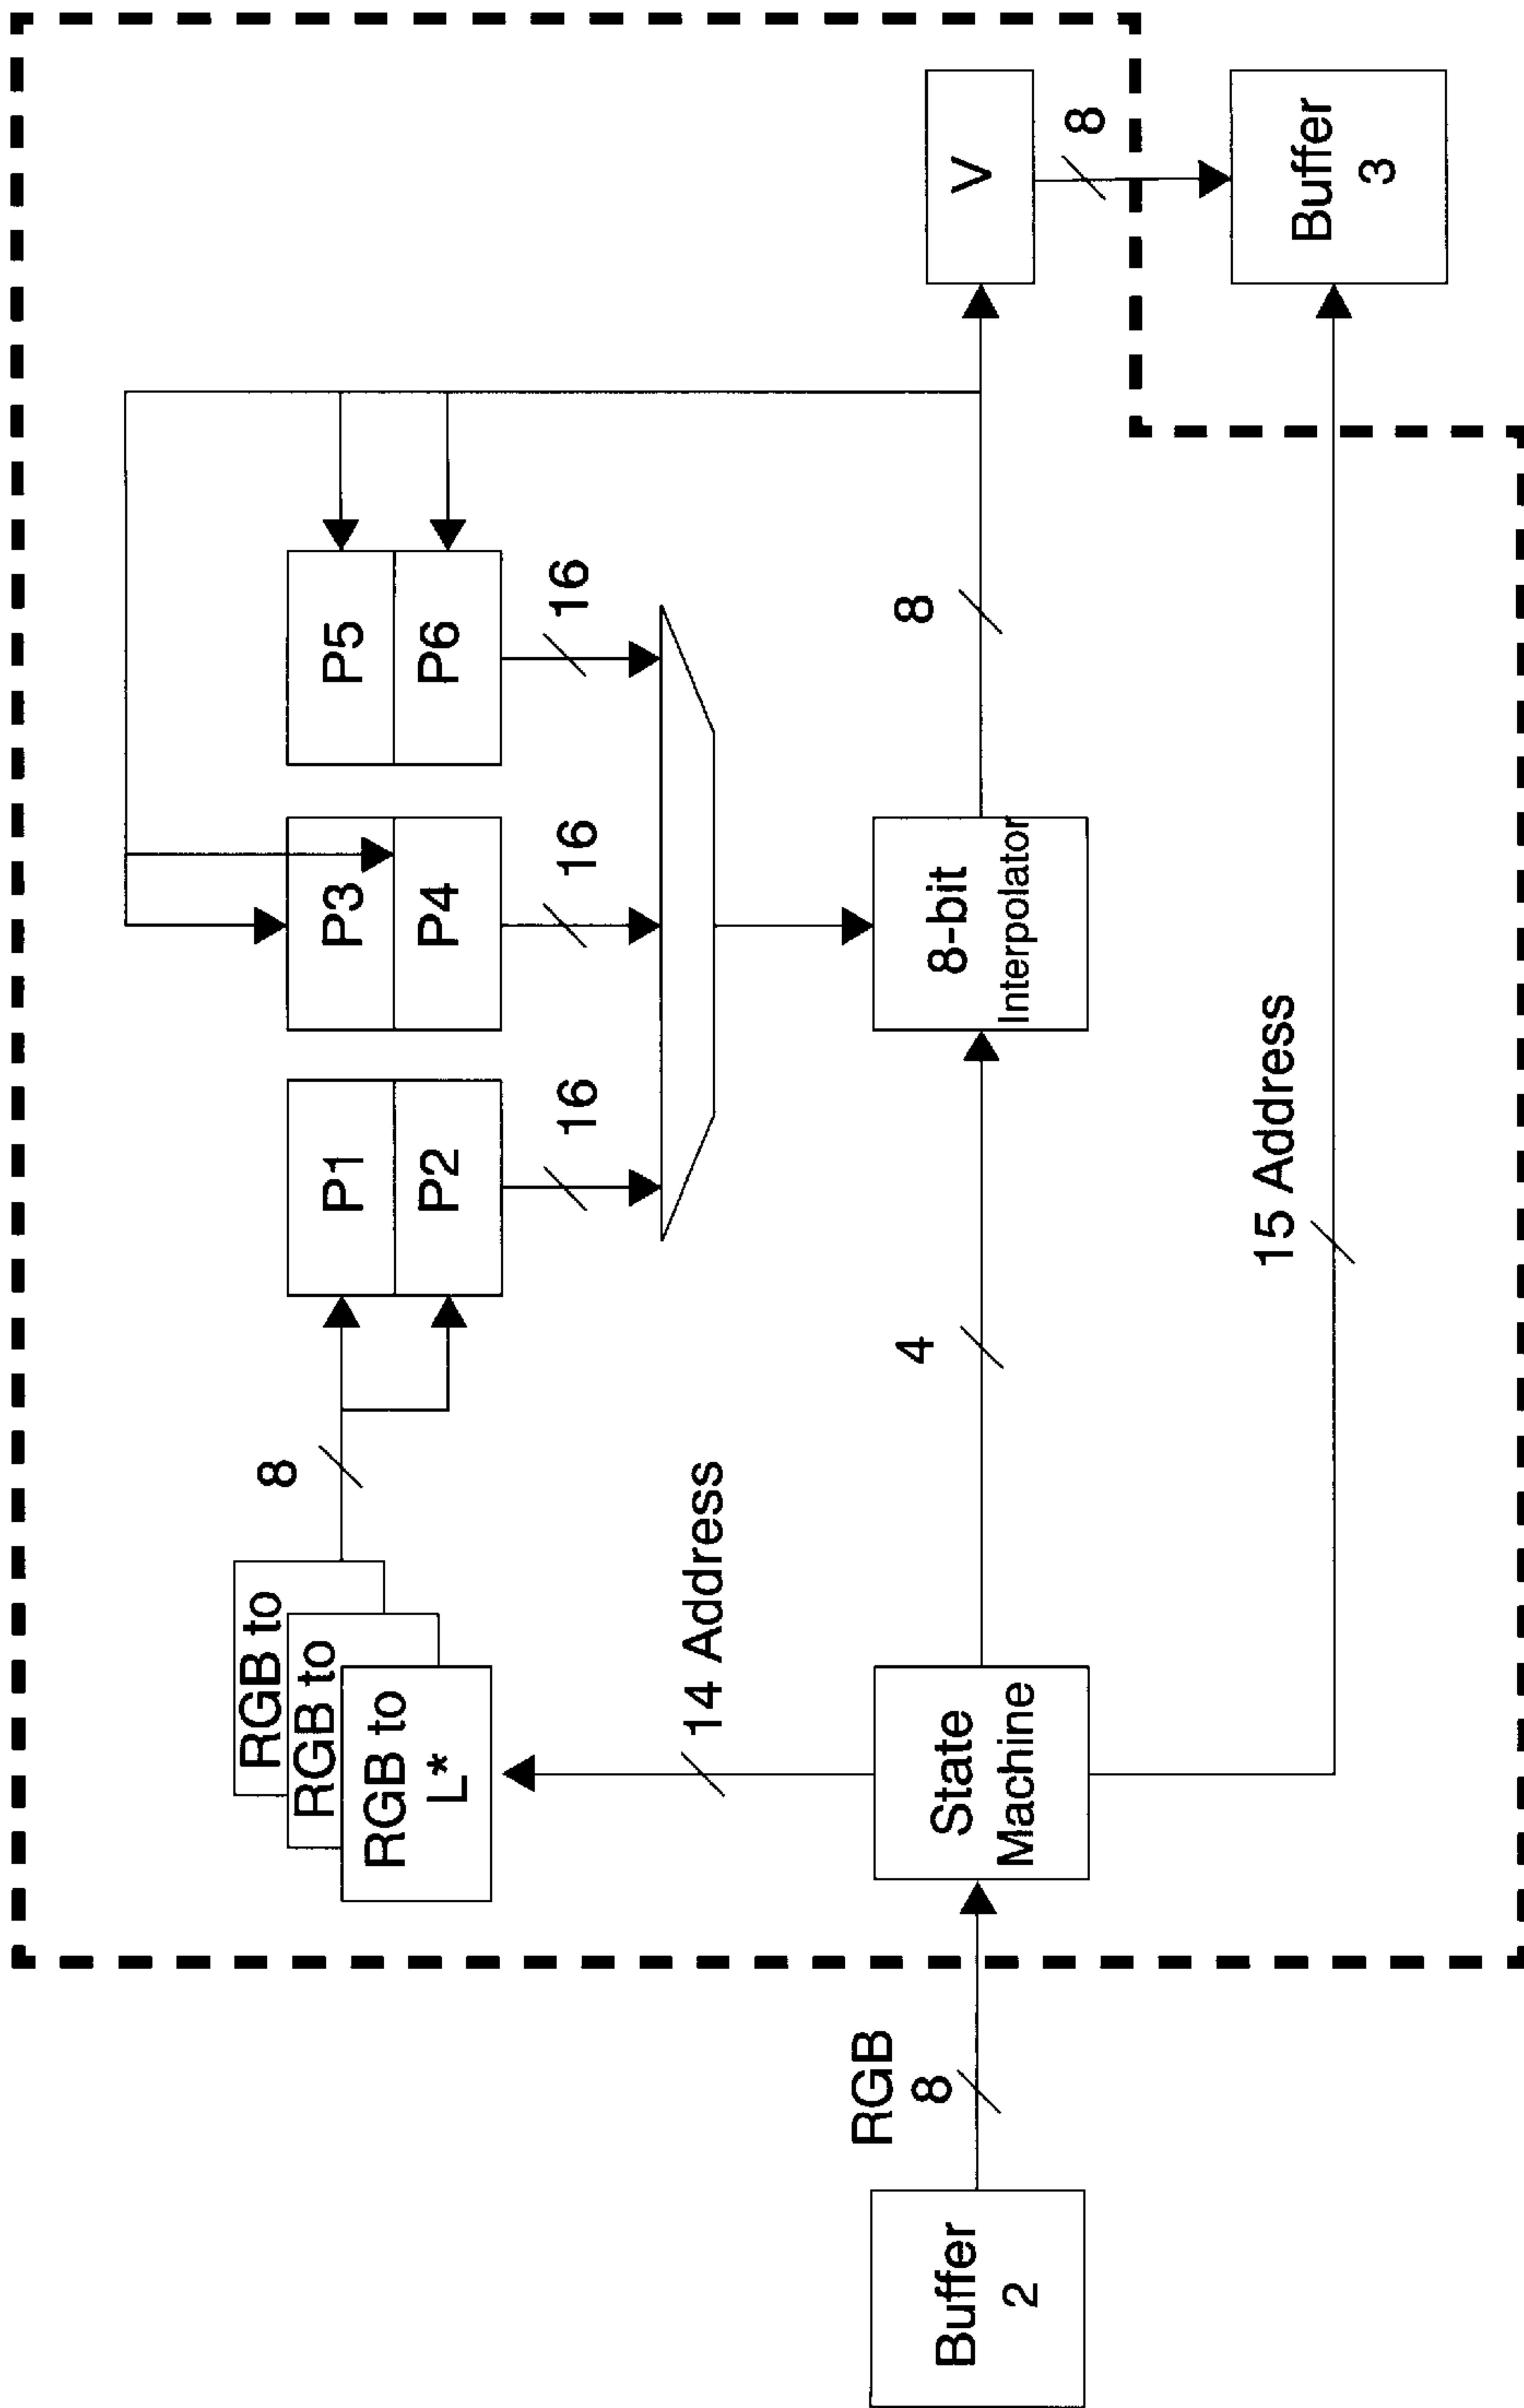 RGB to
RGB to
RGB to
L*
8
P1
P2
P3
P4
P5
P6
16
16
16
14 Address
Buffer
2
RGB
8
State
Machine
4
8-bit
Interpolator
8
V
8
15 Address
Buffer
3